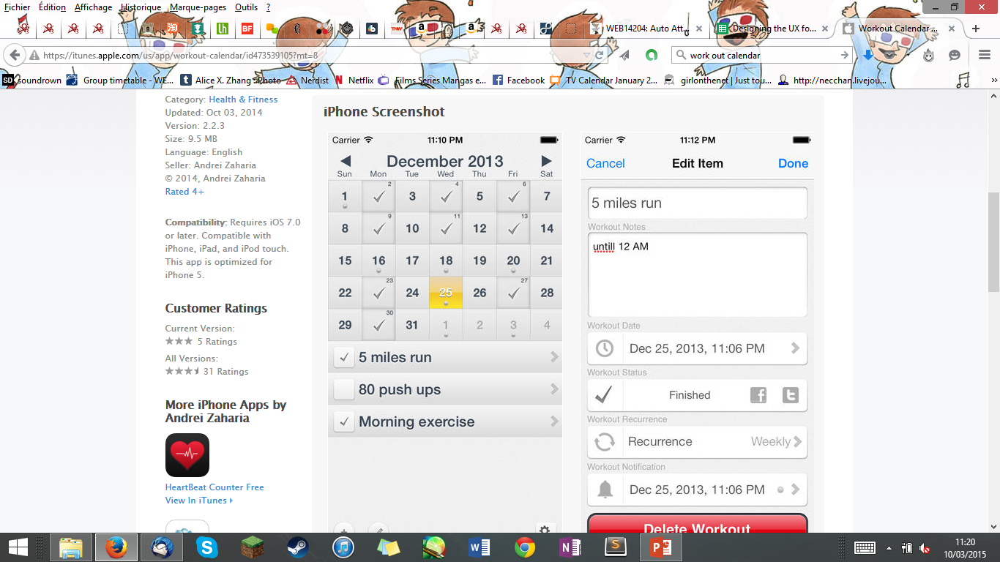 Fichier Édition Affichage Historique Marque-pages Outils ?
WEB14204: Auto Att... Designing the UX fo... Workout Calendar ...
https://itunes.apple.com/us/app/workout-calendar/id473539105?mt=8
work out calendar
soundrown Group timetable - WE... Alice X. Zhang : Photo Nerdist Netflix Films Series Mangas e... Facebook TV Calendar January 2... girlonthenet | Just tou... http://necchan.livejou...
Category: Health & Fitness
Updated: Oct 03, 2014
Version: 2.2.3
Size: 9.5 MB
Language: English
Seller: Andrei Zaharia
© 2014, Andrei Zaharia
Rated 4+
Compatibility: Requires iOS 7.0
or later. Compatible with
iPhone, iPad, and iPod touch.
This app is optimized for
iPhone 5.
Customer Ratings
Current Version:
5 Ratings
All Versions:
31 Ratings
More iPhone Apps by
Andrei Zaharia
HeartBeat Counter Free
View In iTunes
iPhone Screenshot
Carrier 11:10 PM
December 2013
Sun Mon Tue Wed Thu Fri Sat
1 2 3 4 5 6 7
8 9 10 11 12 13 14
15 16 17 18 19 20 21
22 23 24 25 26 27 28
29 30 31 1 2 3 4
5 miles run
80 push ups
Morning exercise
Carrier 11:12 PM
Cancel Edit Item Done
5 miles run
Workout Notes
untill 12 AM
Workout Date
Dec 25, 2013, 11:06 PM
Workout Status
Finished
Workout Recurrence
Recurrence Weekly
Workout Notification
Dec 25, 2013, 11:06 PM
Delete Workout
11:20
10/03/2015